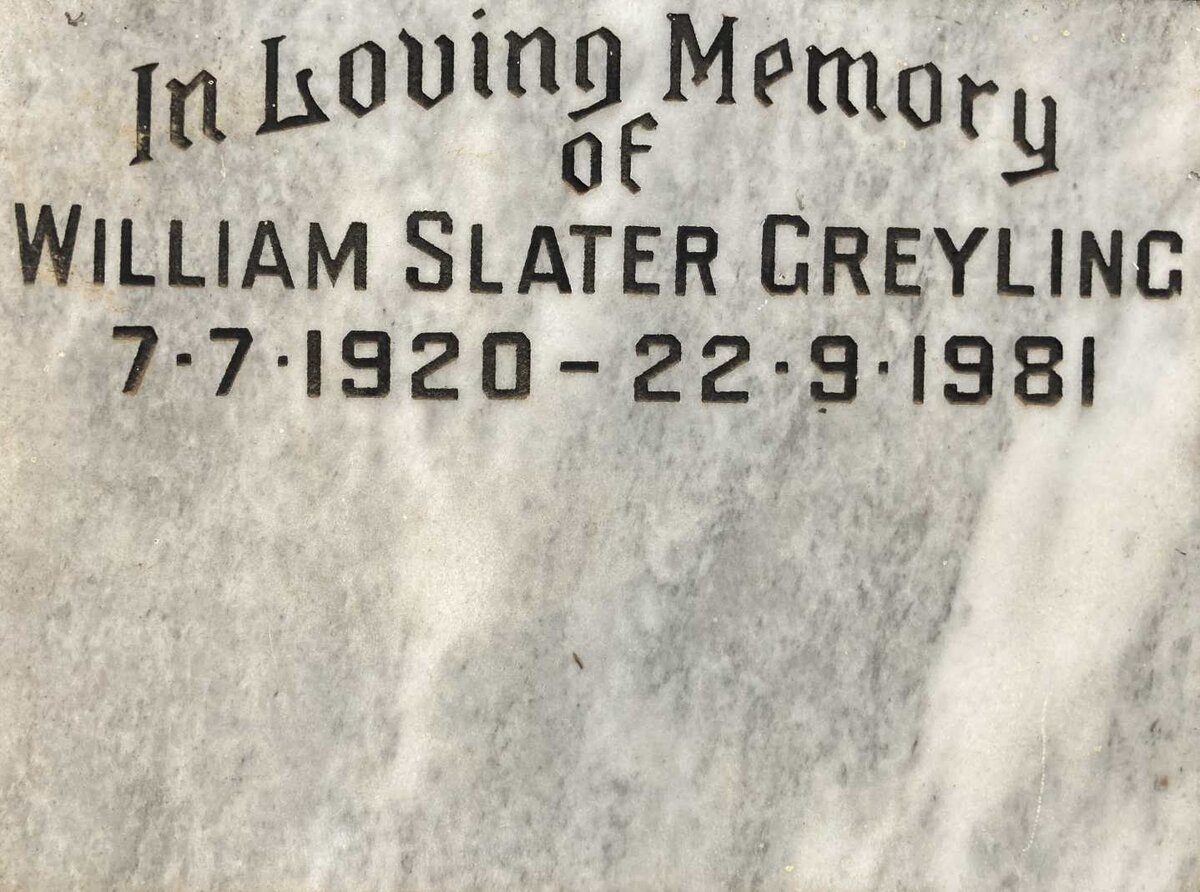 In Loving Memory
of
WILLIAM SLATER GREYLING
7·7·1920 – 22·9·1981